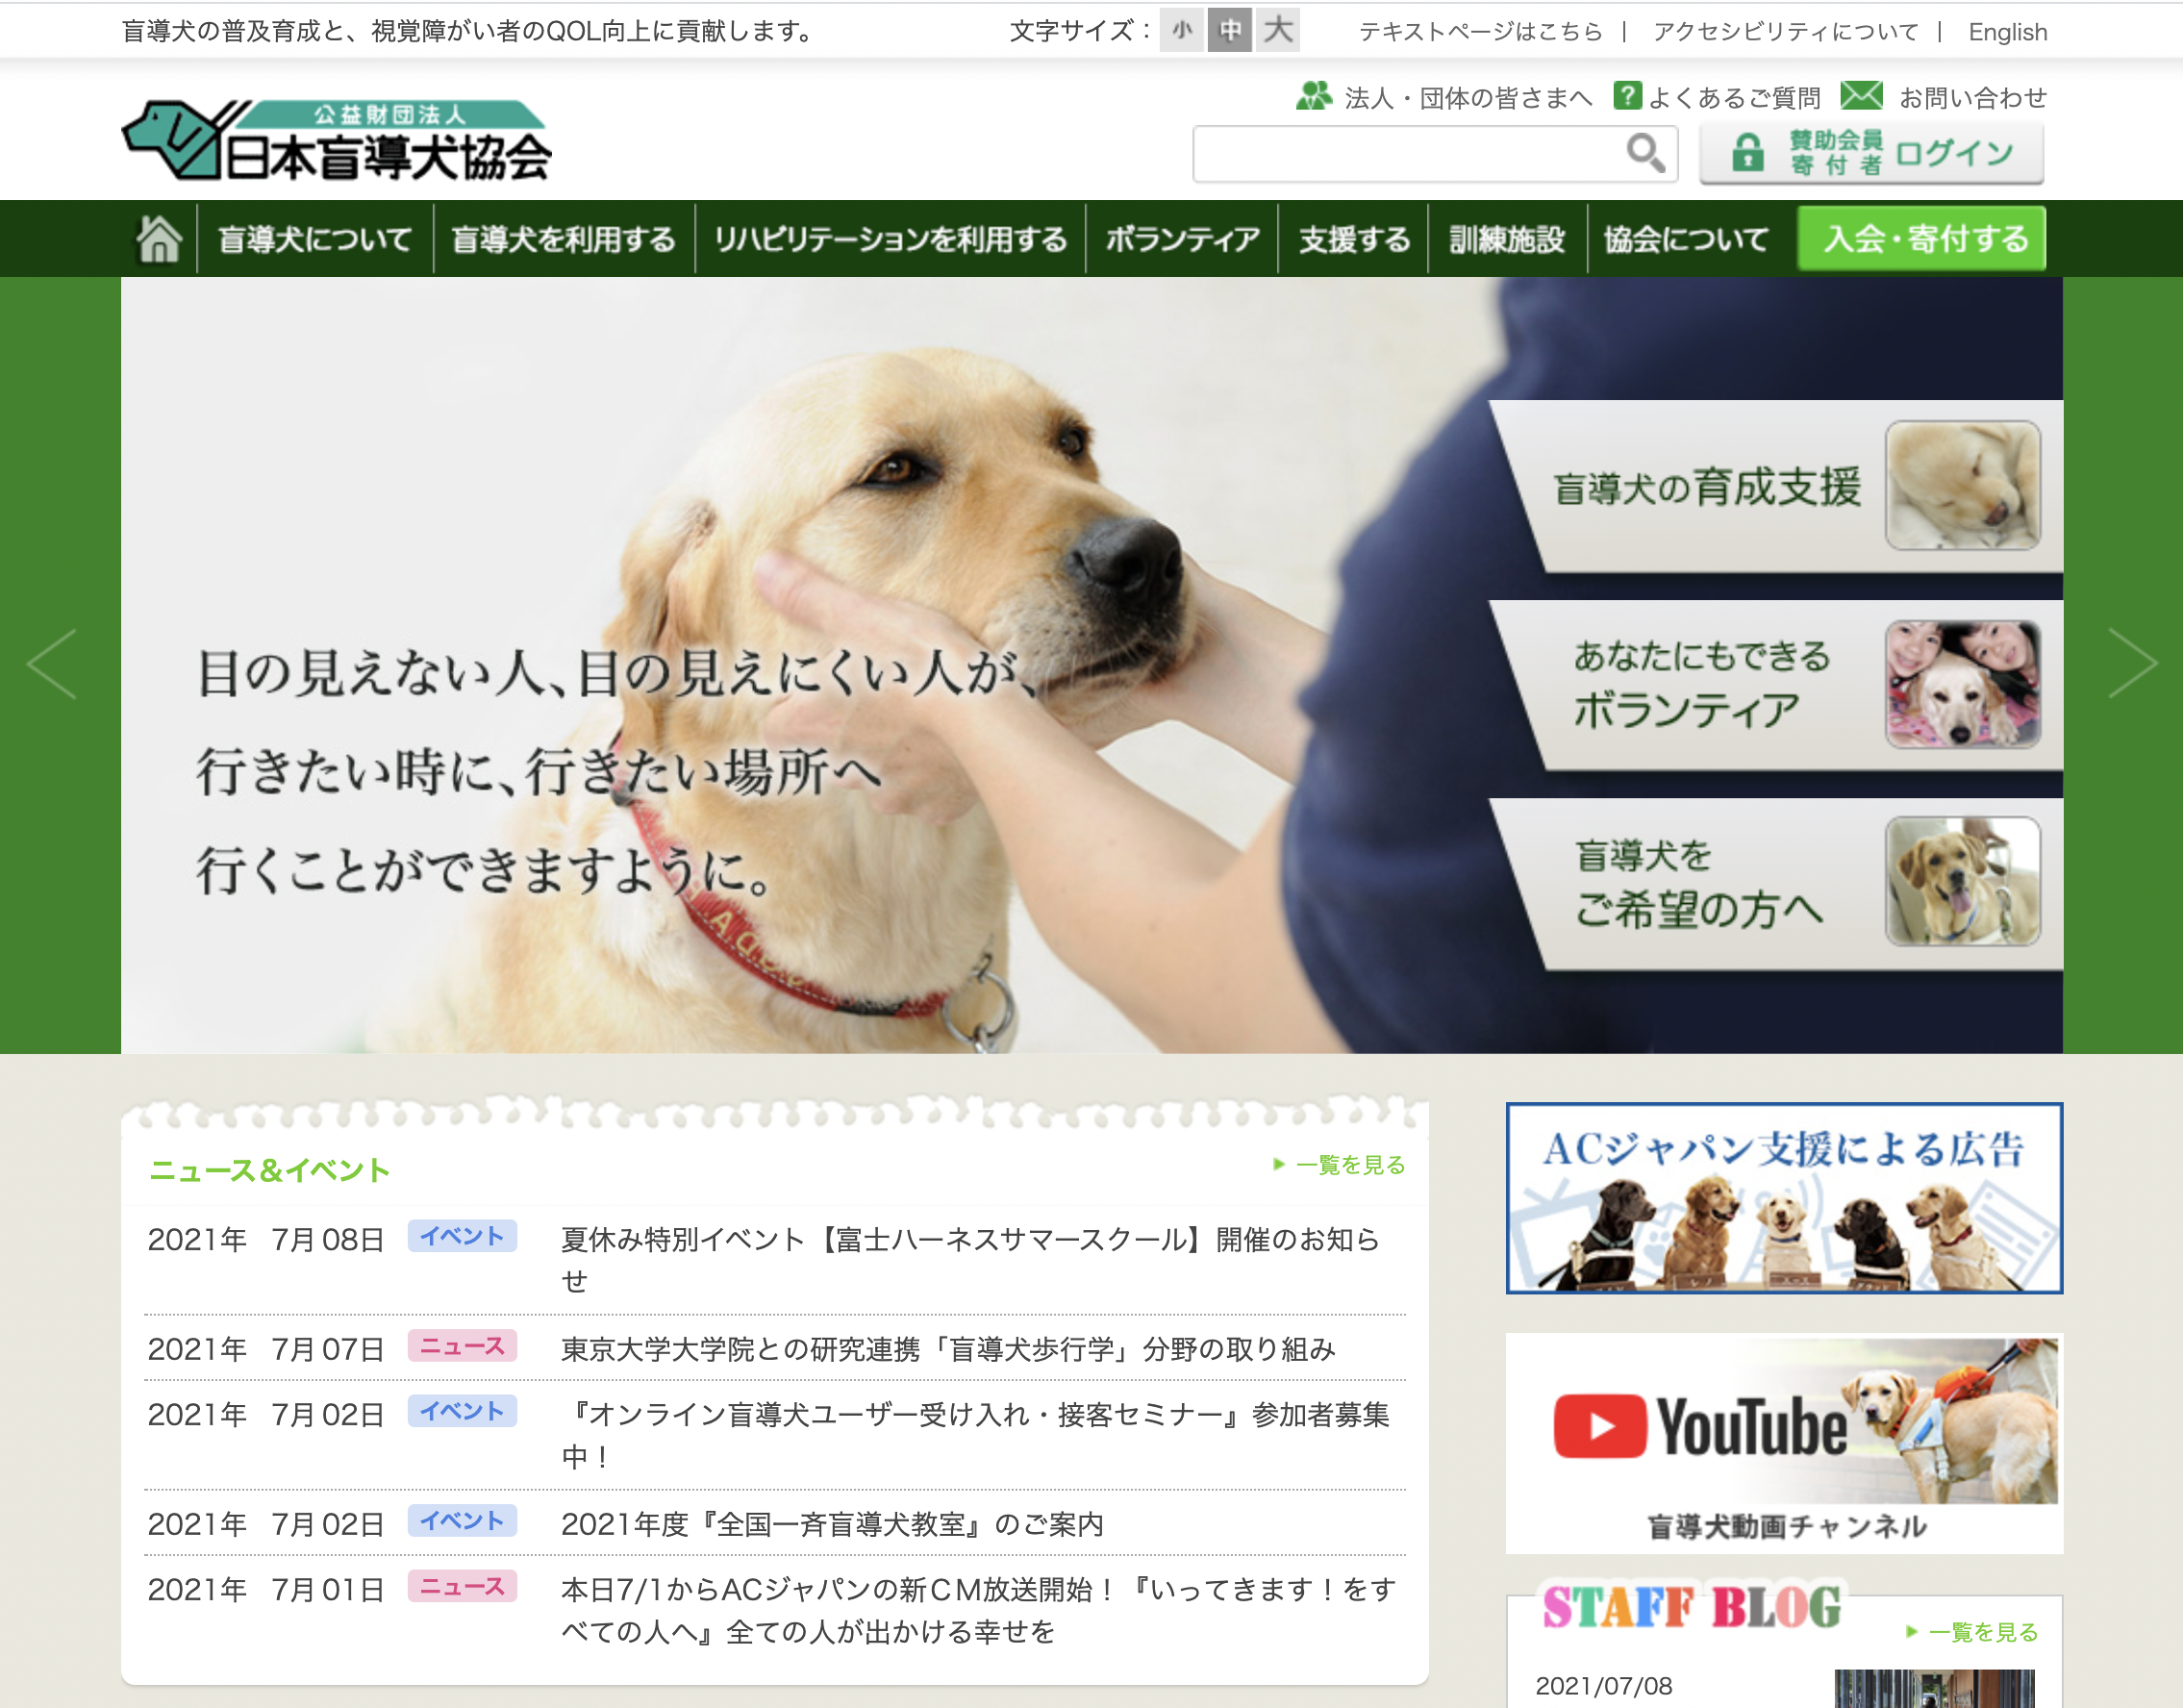 盲導犬の普及育成と、視覚障がい者のQOL向上に貢献します。
文字サイズ： 小 中 大
テキストページはこちら | アクセシビリティについて | English
公益財団法人
日本盲導犬協会
法人・団体の皆さまへ ? よくあるご質問 お問い合わせ
賛助会員
寄付者
ログイン
盲導犬について 盲導犬を利用する リハビリテーションを利用する ボランティア 支援する 訓練施設 協会について 入会・寄付する
目の見えない人、目の見えにくい人が、
行きたい時に、行きたい場所へ
行くことができますように。
盲導犬の育成支援
あなたにもできる
ボランティア
盲導犬を
ご希望の方へ
ニュース＆イベント
一覧を見る
2021年 7月08日 イベント 夏休み特別イベント【富士ハーネスサマースクール】開催のお知ら
せ
2021年 7月07日 ニュース 東京大学大学院との研究連携「盲導犬歩行学」分野の取り組み
2021年 7月02日 イベント 『オンライン盲導犬ユーザー受け入れ・接客セミナー』参加者募集
中！
2021年 7月02日 イベント 2021年度『全国一斉盲導犬教室』のご案内
2021年 7月01日 ニュース 本日7/1からACジャパンの新ＣＭ放送開始！『いってきます！をす
べての人へ』全ての人が出かける幸せを
ACジャパン支援による広告
YouTube
盲導犬動画チャンネル
STAFF BLOG
一覧を見る
2021/07/08